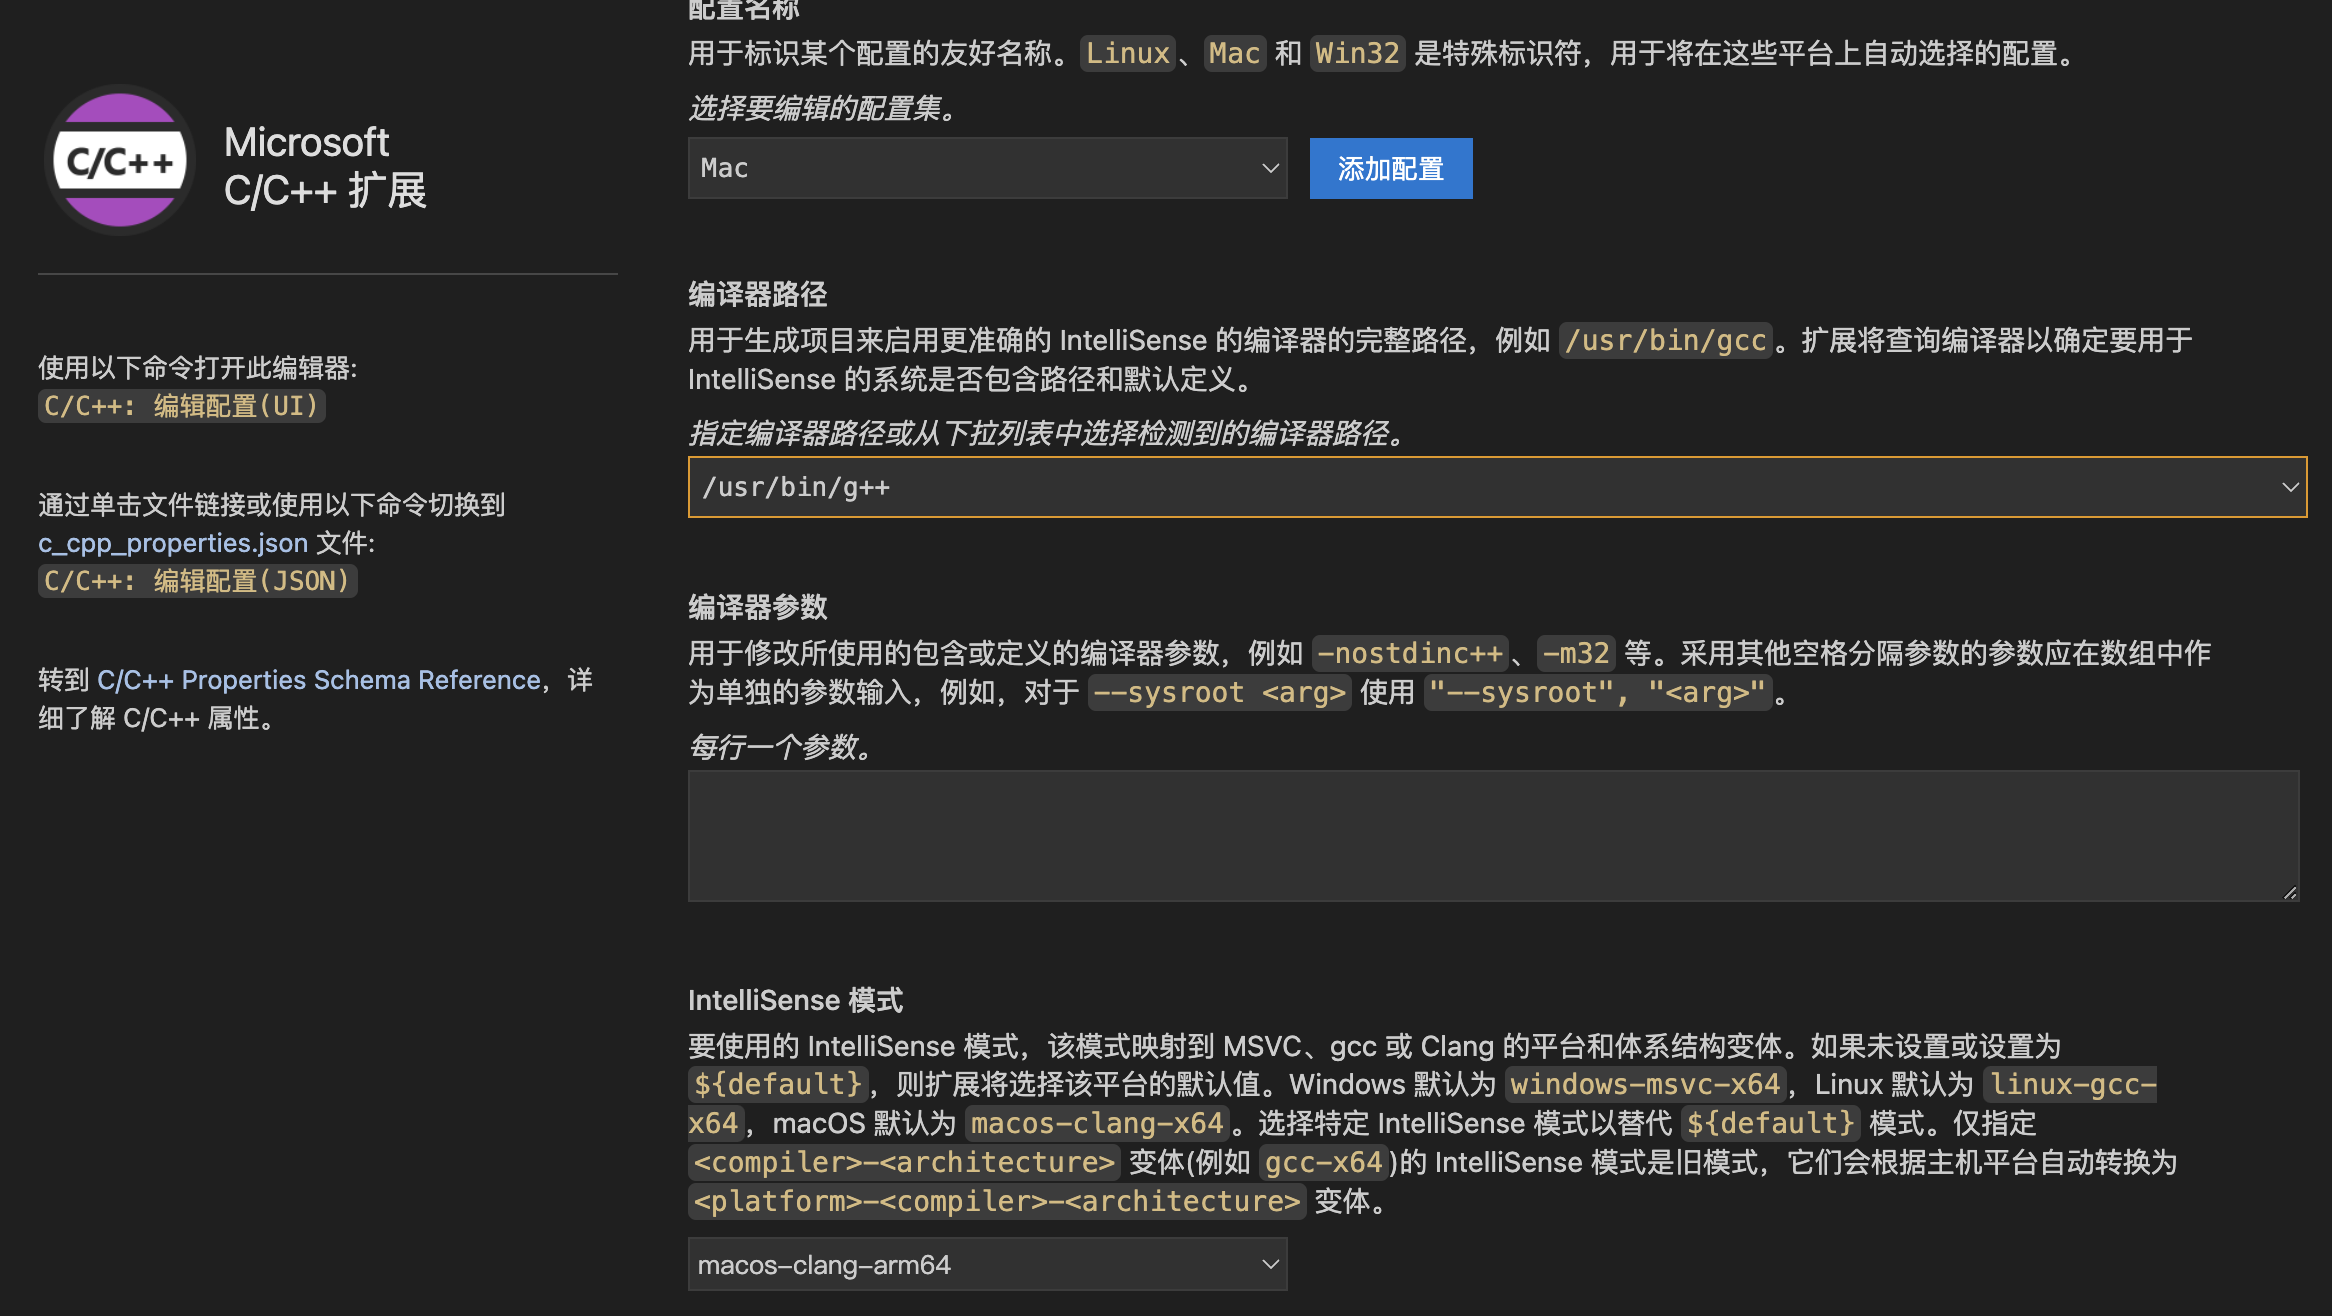 C/C++
Microsoft
C/C++ 扩展
使用以下命令打开此编辑器:
C/C++: 编辑配置(UI)
通过单击文件链接或使用以下命令切换到
c_cpp_properties.json 文件:
C/C++: 编辑配置(JSON)
转到 C/C++ Properties Schema Reference，详
细了解 C/C++ 属性。
配置名称
用于标识某个配置的友好名称。Linux、Mac 和 Win32 是特殊标识符，用于将在这些平台上自动选择的配置。
选择要编辑的配置集。
Mac
添加配置
编译器路径
用于生成项目来启用更准确的 IntelliSense 的编译器的完整路径，例如 /usr/bin/gcc。扩展将查询编译器以确定要用于
IntelliSense 的系统是否包含路径和默认定义。
指定编译器路径或从下拉列表中选择检测到的编译器路径。
/usr/bin/g++
编译器参数
用于修改所使用的包含或定义的编译器参数，例如 -nostdinc++、-m32 等。采用其他空格分隔参数的参数应在数组中作
为单独的参数输入，例如，对于 --sysroot <arg> 使用 "--sysroot", "<arg>"。
每行一个参数。
IntelliSense 模式
要使用的 IntelliSense 模式，该模式映射到 MSVC、gcc 或 Clang 的平台和体系结构变体。如果未设置或设置为
${default}，则扩展将选择该平台的默认值。Windows 默认为 windows-msvc-x64，Linux 默认为 linux-gcc-
x64，macOS 默认为 macos-clang-x64。选择特定 IntelliSense 模式以替代 ${default} 模式。仅指定
<compiler>-<architecture> 变体(例如 gcc-x64)的 IntelliSense 模式是旧模式，它们会根据主机平台自动转换为
<platform>-<compiler>-<architecture> 变体。
macos-clang-arm64